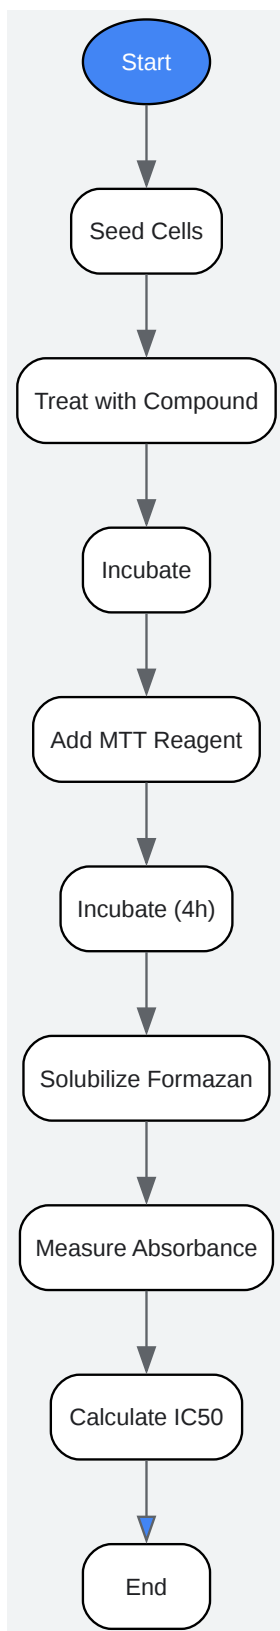 Start
Seed Cells
Treat with Compound
Incubate
Add MTT Reagent
Incubate (4h)
Solubilize Formazan
Measure Absorbance
Calculate IC50
End